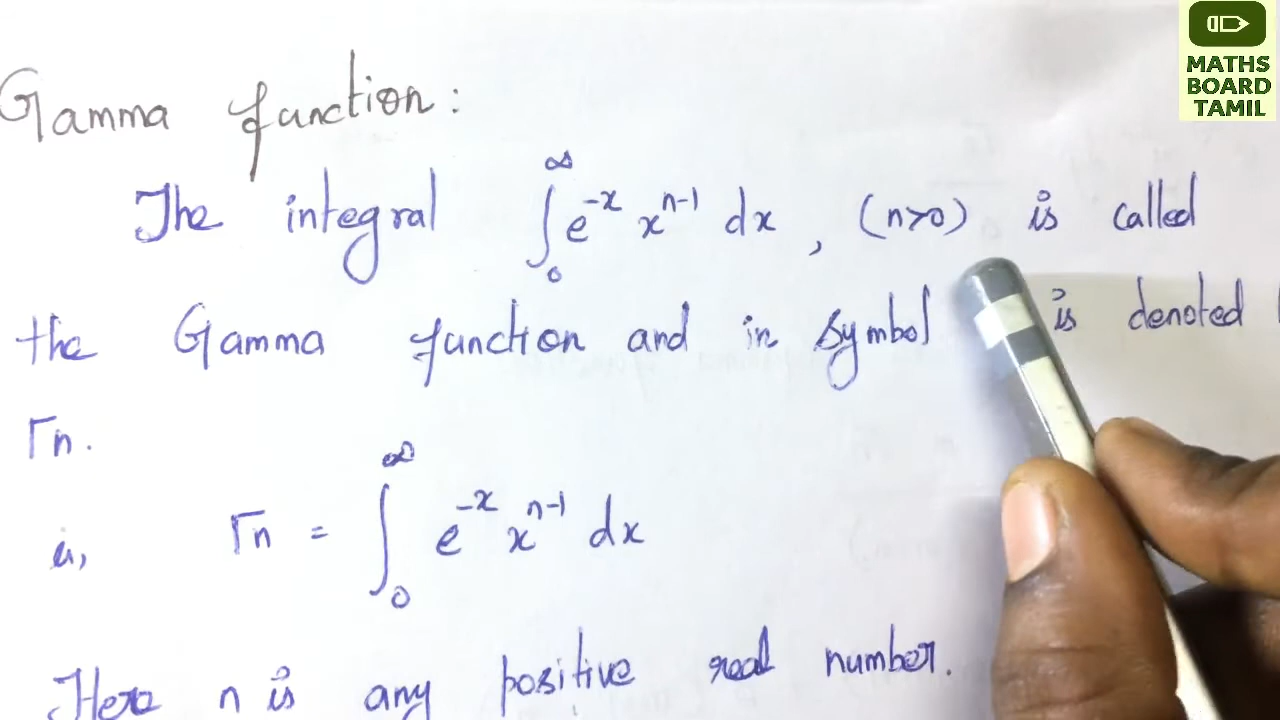 MATHS
BOARD
TAMIL
Gamma function:
The integral ∫₀^∞ e^{-x} x^{n-1} dx, (n>0) is called
the Gamma function and in symbol is denoted
Γn.
ie, Γn = ∫₀^∞ e^{-x} x^{n-1} dx
Here n is any positive real number.